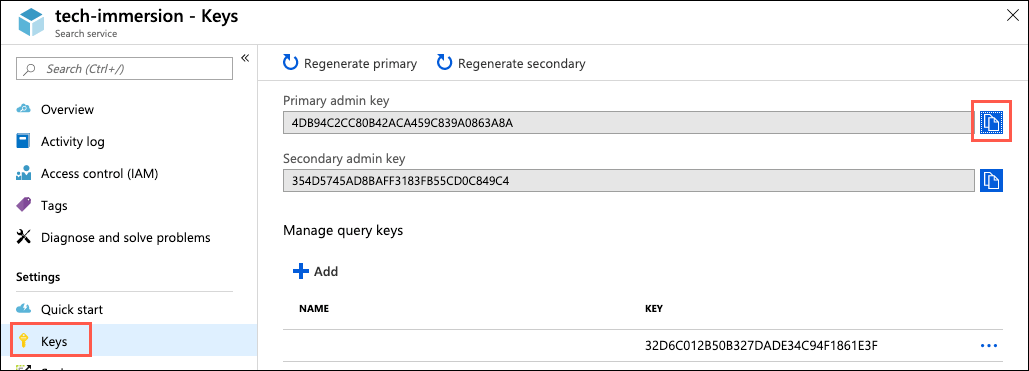 tech-immersion - Keys
Search service
Search (Ctrl+/)
Overview
Activity log
Access control (IAM)
Tags
Diagnose and solve problems
Settings
Quick start
Keys
Regenerate primary
Regenerate secondary
Primary admin key
4DB94C2CC80B42ACA459C839A0863A8A
Secondary admin key
354D5745AD8BAFF3183FB55CD0C849C4
Manage query keys
Add
NAME KEY
32D6C012B50B327DADE34C94F1861E3F